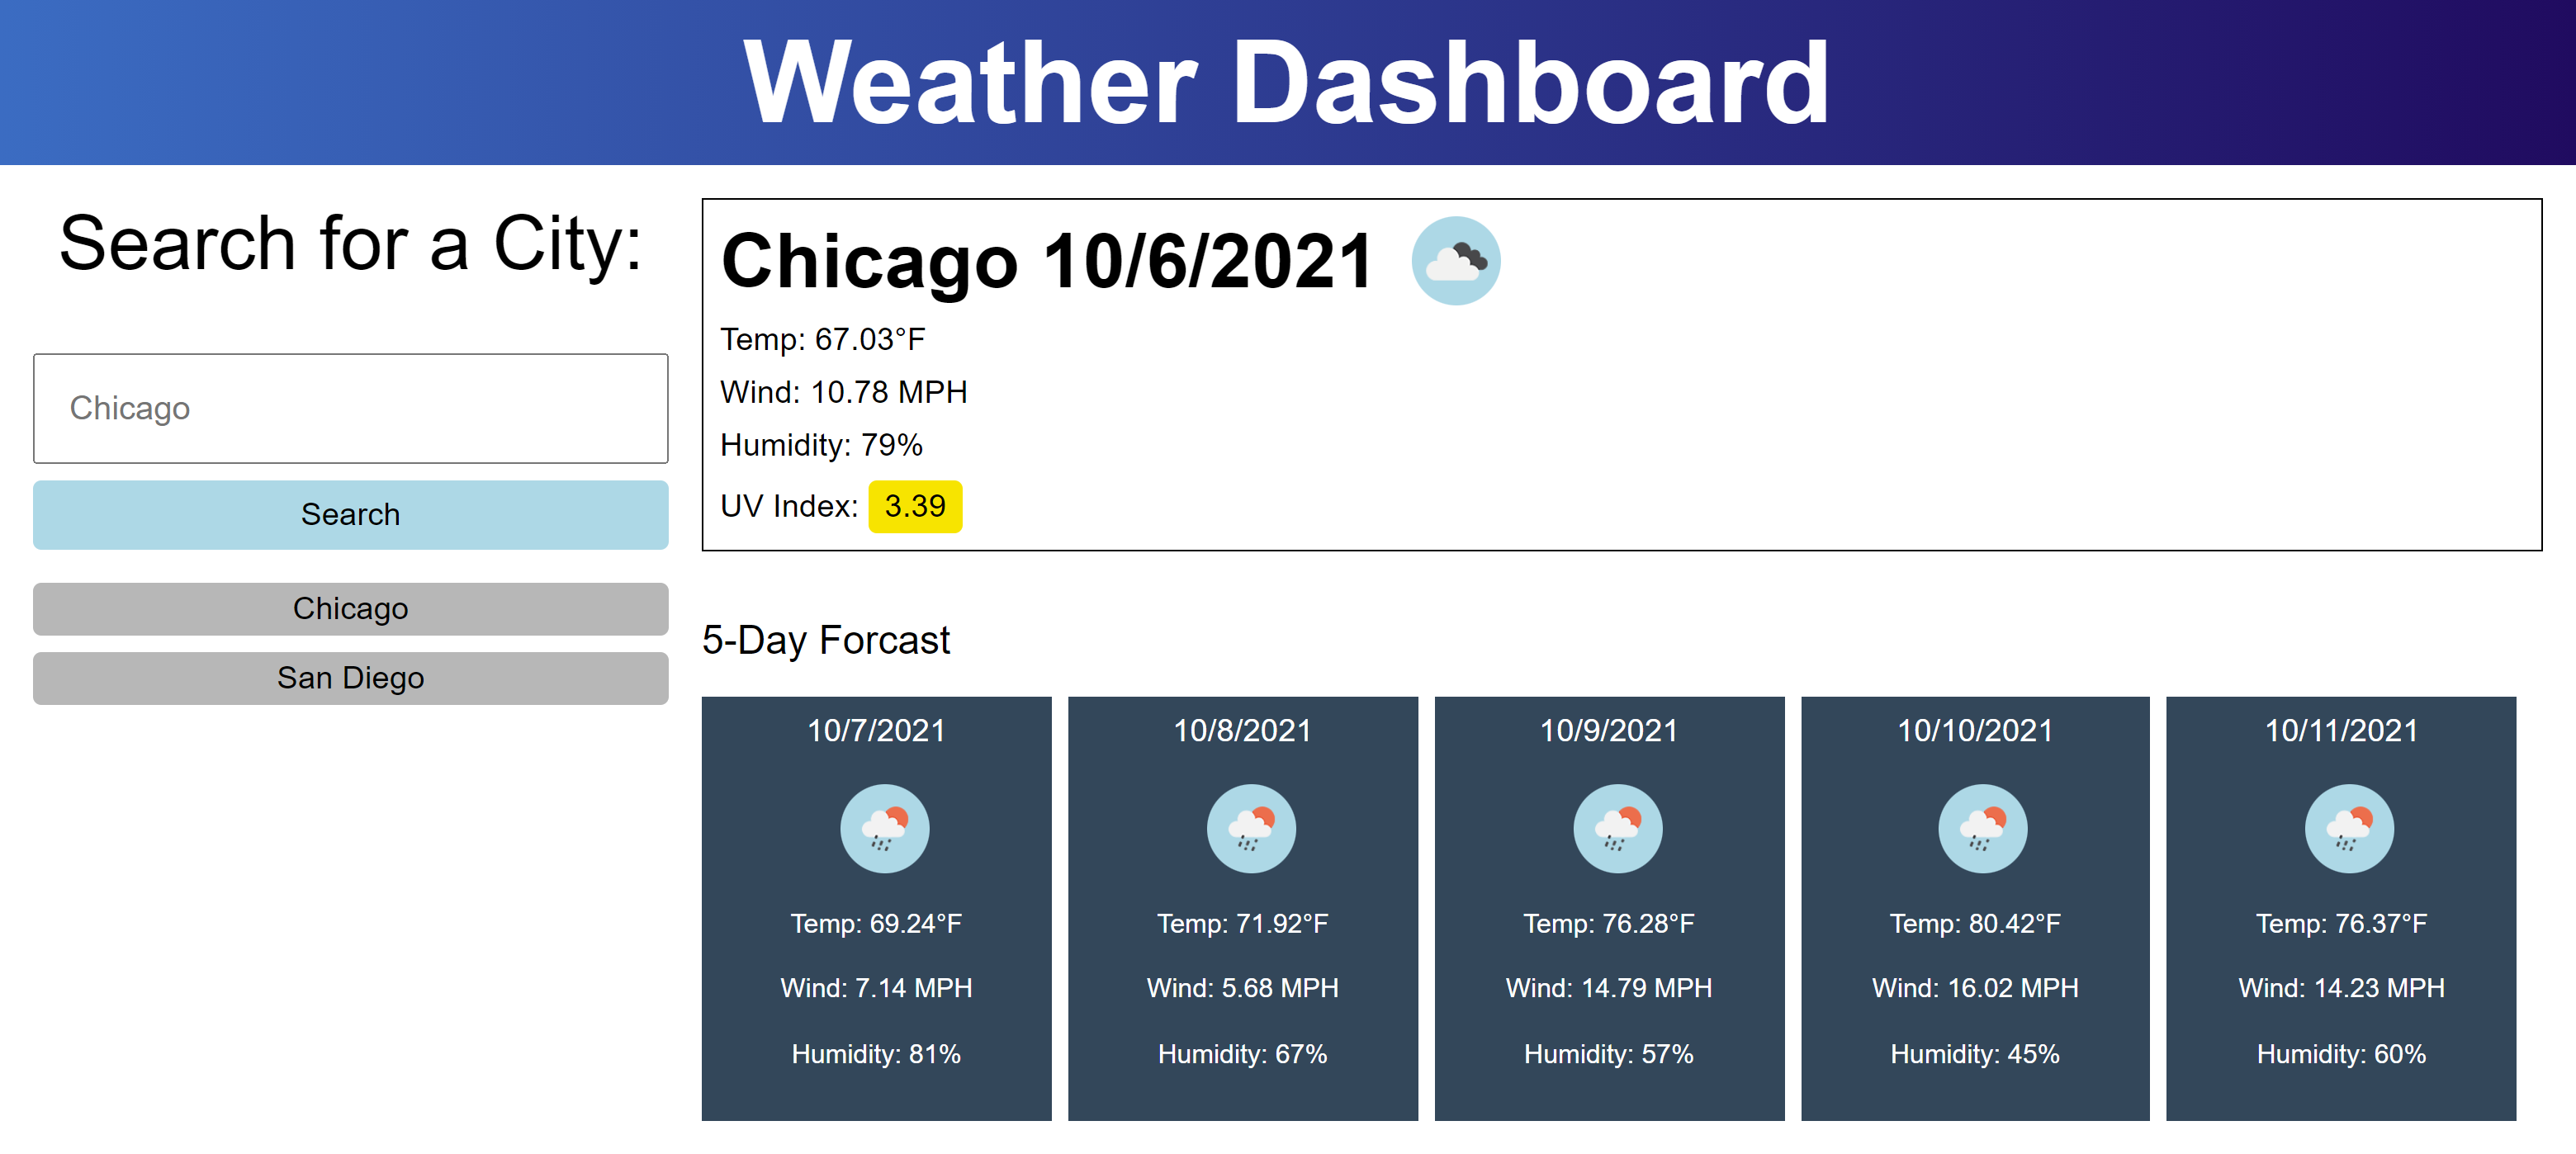 Weather Dashboard
Search for a City:
Chicago
Search
Chicago
San Diego
Chicago 10/6/2021
Temp: 67.03°F
Wind: 10.78 MPH
Humidity: 79%
UV Index: 3.39
5-Day Forcast
10/7/2021
Temp: 69.24°F
Wind: 7.14 MPH
Humidity: 81%
10/8/2021
Temp: 71.92°F
Wind: 5.68 MPH
Humidity: 67%
10/9/2021
Temp: 76.28°F
Wind: 14.79 MPH
Humidity: 57%
10/10/2021
Temp: 80.42°F
Wind: 16.02 MPH
Humidity: 45%
10/11/2021
Temp: 76.37°F
Wind: 14.23 MPH
Humidity: 60%